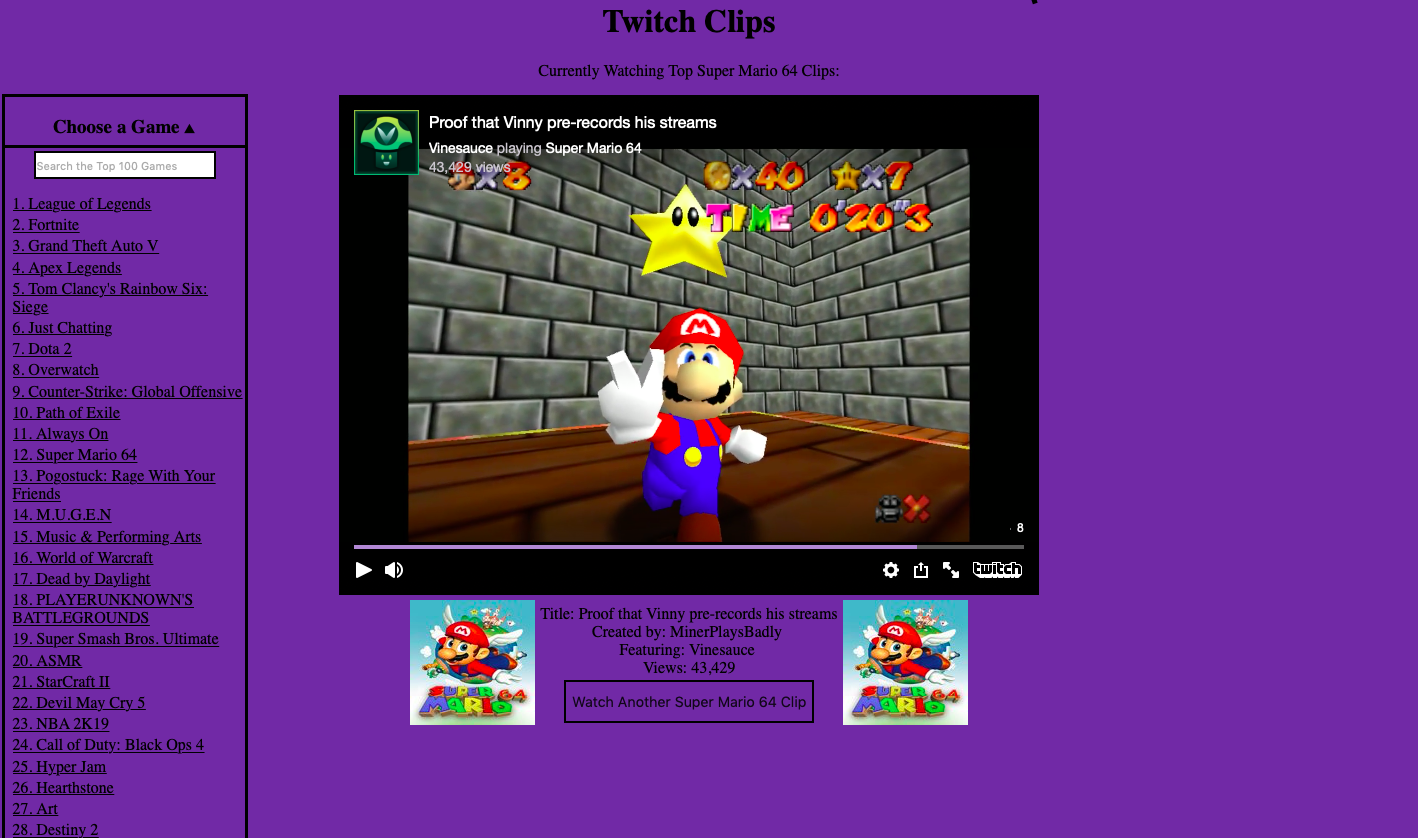 Twitch Clips
Currently Watching Top Super Mario 64 Clips:
Choose a Game ▲
Search the Top 100 Games
1. League of Legends
2. Fortnite
3. Grand Theft Auto V
4. Apex Legends
5. Tom Clancy's Rainbow Six:
Siege
6. Just Chatting
7. Dota 2
8. Overwatch
9. Counter-Strike: Global Offensive
10. Path of Exile
11. Always On
12. Super Mario 64
13. Pogostuck: Rage With Your
Friends
14. M.U.G.E.N
15. Music & Performing Arts
16. World of Warcraft
17. Dead by Daylight
18. PLAYERUNKNOWN'S
BATTLEGROUNDS
19. Super Smash Bros. Ultimate
20. ASMR
21. StarCraft II
22. Devil May Cry 5
23. NBA 2K19
24. Call of Duty: Black Ops 4
25. Hyper Jam
26. Hearthstone
27. Art
28. Destiny 2
Proof that Vinny pre-records his streams
Vinesauce playing Super Mario 64
43,429 views
×8 ×40 ×7
TIME 0'20"3
M
8
twitch
SUPER
MARIO 64
Title: Proof that Vinny pre-records his streams
Created by: MinerPlaysBadly
Featuring: Vinesauce
Views: 43,429
Watch Another Super Mario 64 Clip
SUPER
MARIO 64